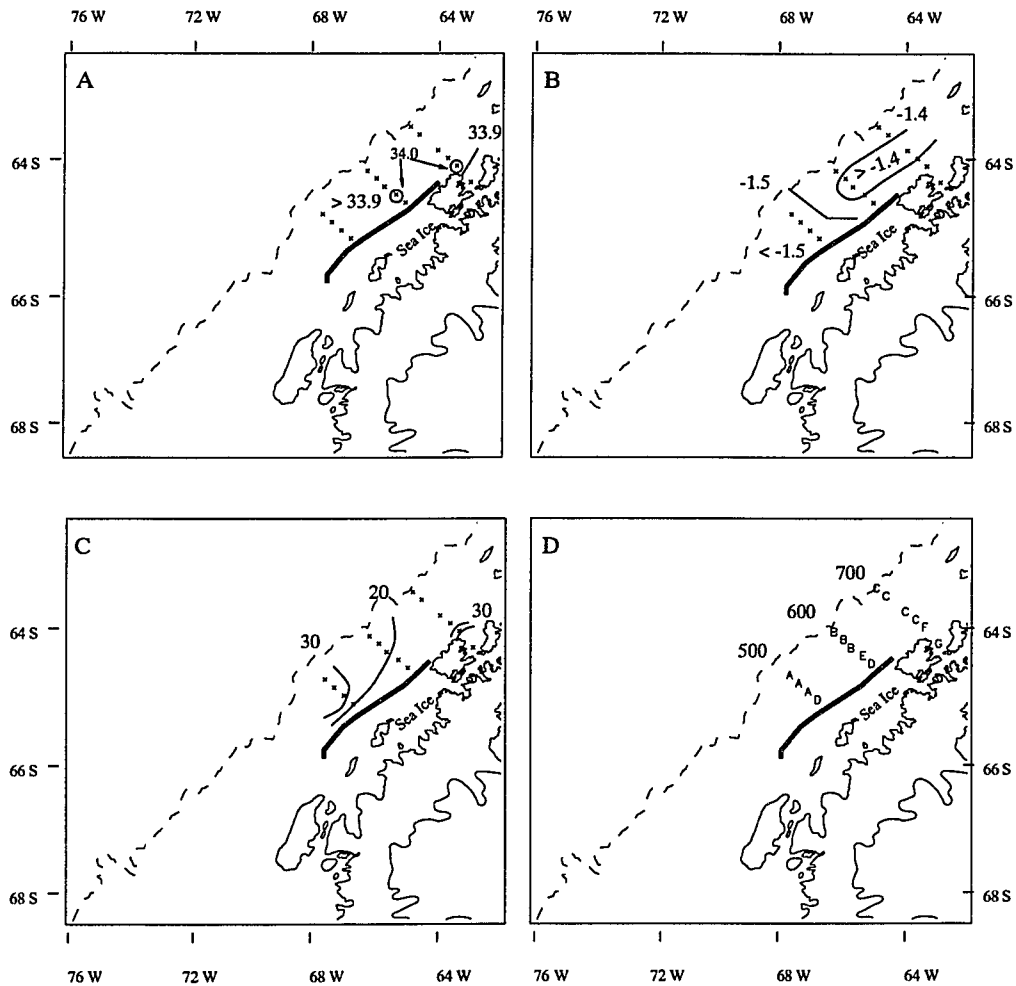 76 W 72 W 68 W 64 W 76 W 72 W 68 W 64 W
A
33.9
34.0
> 33.9
Sea Ice
64 S
66 S
68 S
B
-1.4
> -1.4
-1.5
< -1.5
Sea Ice
64 S
66 S
68 S
C
20
30
30
Sea Ice
64 S
66 S
68 S
D
700
600
500
C C
C C F
G
B B B E D
A A A D
Sea Ice
64 S
66 S
68 S
76 W 72 W 68 W 64 W 76 W 72 W 68 W 64 W